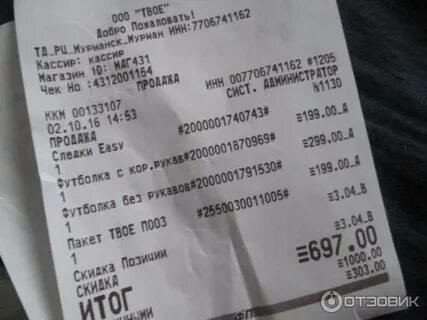 ООО "ТВОЕ"
Добро Пожаловать!
ТД_РЦ_Мурманск_Мурман ИНН:7706741162
Кассир: кассир
Магазин ID: МАГ431
Чек No :4312001154
ПРОДАЖА
ККМ 00133107 ИНН 007706741162 #1205
02.10.16 14:53 СИСТ. АДМИНИСТРАТОР
ПРОДАЖА №1130
Следки Easy #2000001740743#
1 ≡199.00_А
Футболка с кор.рукав#2000001870969#
1 ≡299.00_А
Футболка без рукавов#2000001791530#
1 ≡199.00_А
Пакет ТВОЕ П003 #2550030011005#
1 ≡3.04_В
Скидка Позиции
СКИДКА ≡3.04_В
ИТОГ ≡697.00
≡1000.00
≡303.00
ФП
ОТЗОВИК